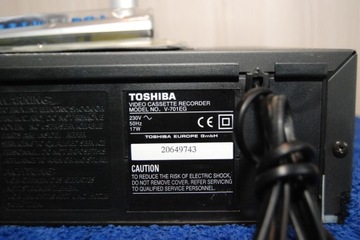 TOSHIBA
VIDEO CASSETTE RECORDER
MODEL NO. V-701EG
230V ~
50Hz
17W
CE
TOSHIBA EUROPE GmbH
20649743
CAUTION
TO REDUCE THE RISK OF ELECTRIC SHOCK,
DO NOT REMOVE COVER. REFER SERVICING
TO QUALIFIED SERVICE PERSONNEL.